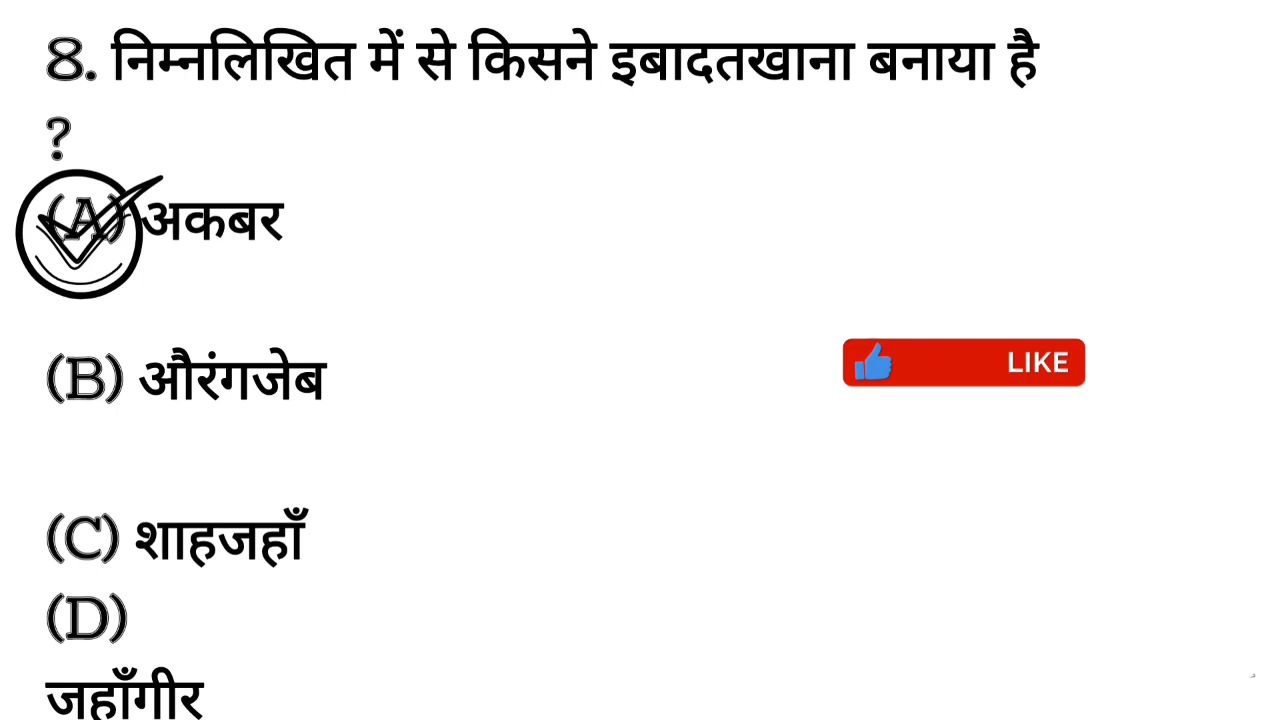 8. निम्नलिखित में से किसने इबादतखाना बनाया है
?
(A) अकबर
(B) औरंगजेब
LIKE
(C) शाहजहाँ
(D)
जहाँगीर